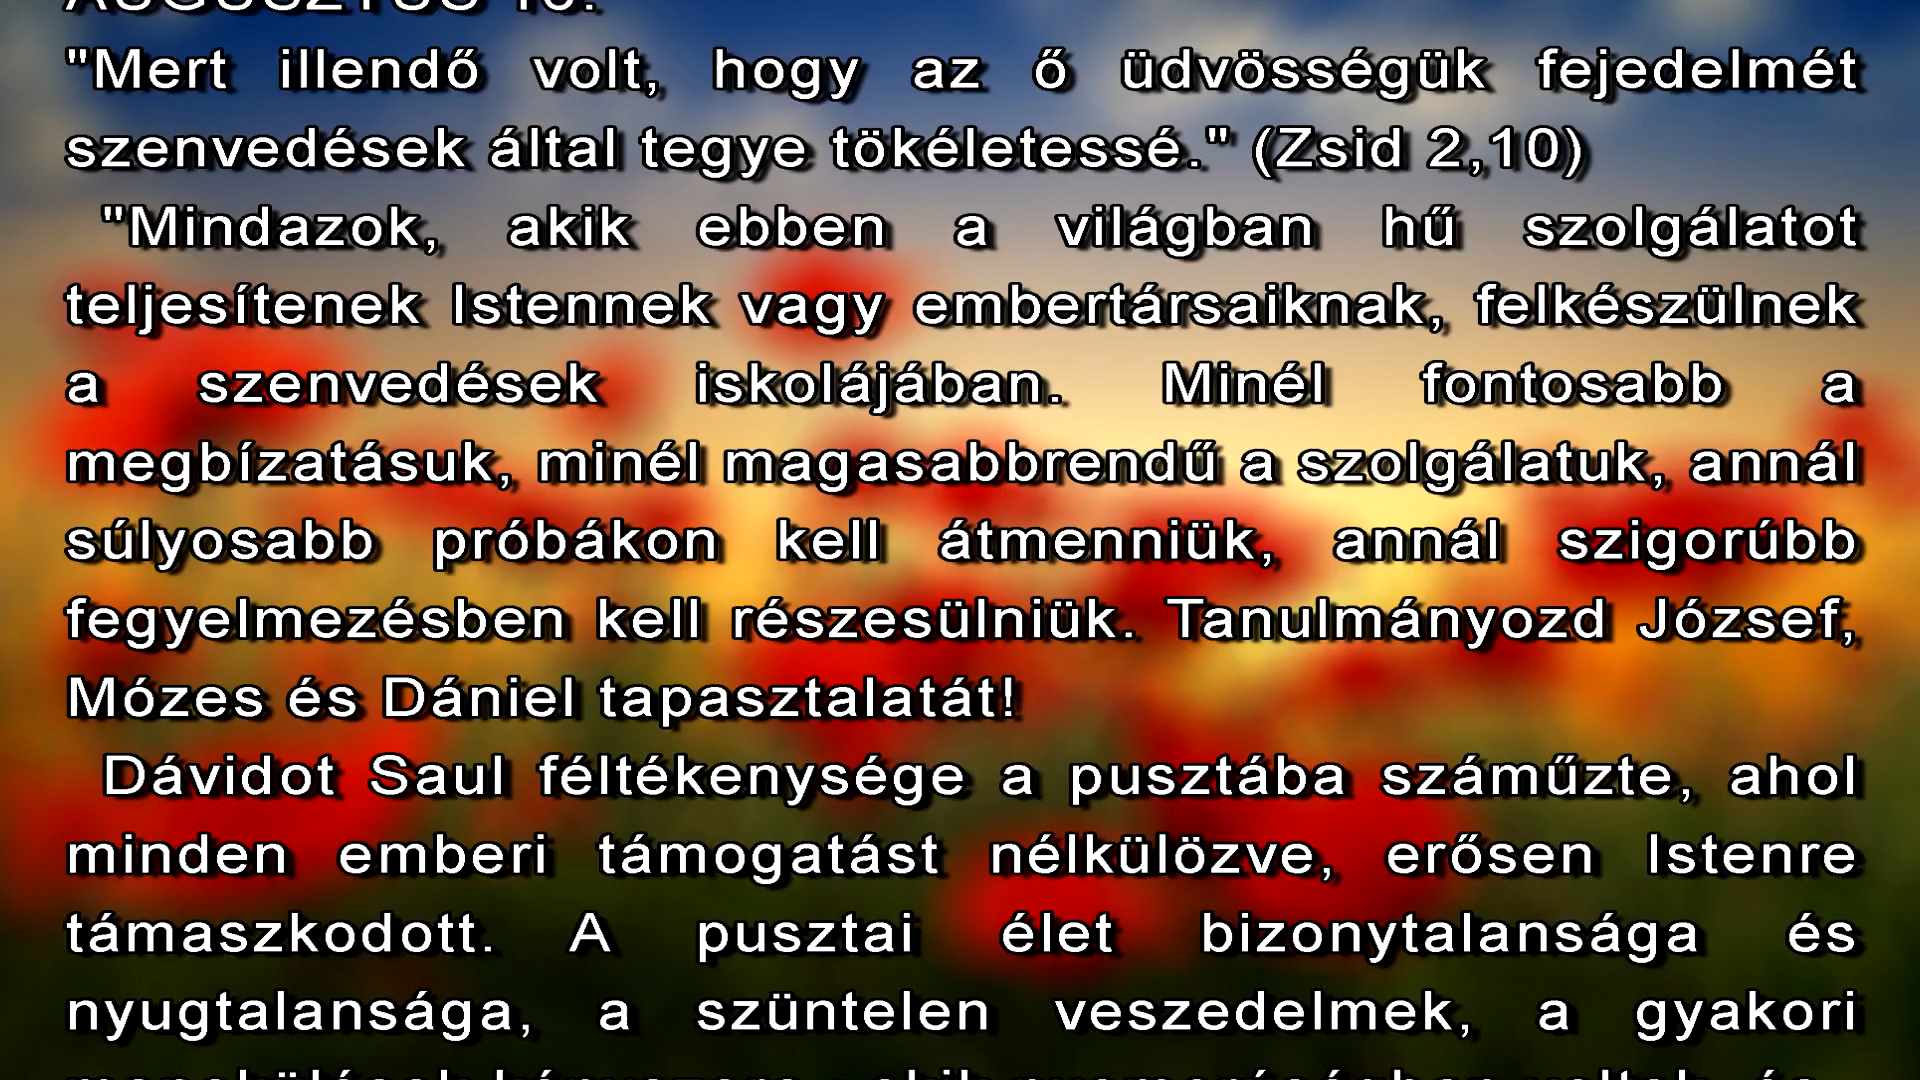 "Mert illendő volt, hogy az ő üdvösségük fejedelmét
szenvedések által tegye tökéletessé." (Zsid 2,10)
"Mindazok, akik ebben a világban hű szolgálatot
teljesítenek Istennek vagy embertársaiknak, felkészülnek
a szenvedések iskolájában. Minél fontosabb a
megbízatásuk, minél magasabbrendű a szolgálatuk, annál
súlyosabb próbákon kell átmenniük, annál szigorúbb
fegyelmezésben kell részesülniük. Tanulmányozd József,
Mózes és Dániel tapasztalatát!
Dávidot Saul féltékenysége a pusztába száműzte, ahol
minden emberi támogatást nélkülözve, erősen Istenre
támaszkodott. A pusztai élet bizonytalansága és
nyugtalansága, a szüntelen veszedelmek, a gyakori